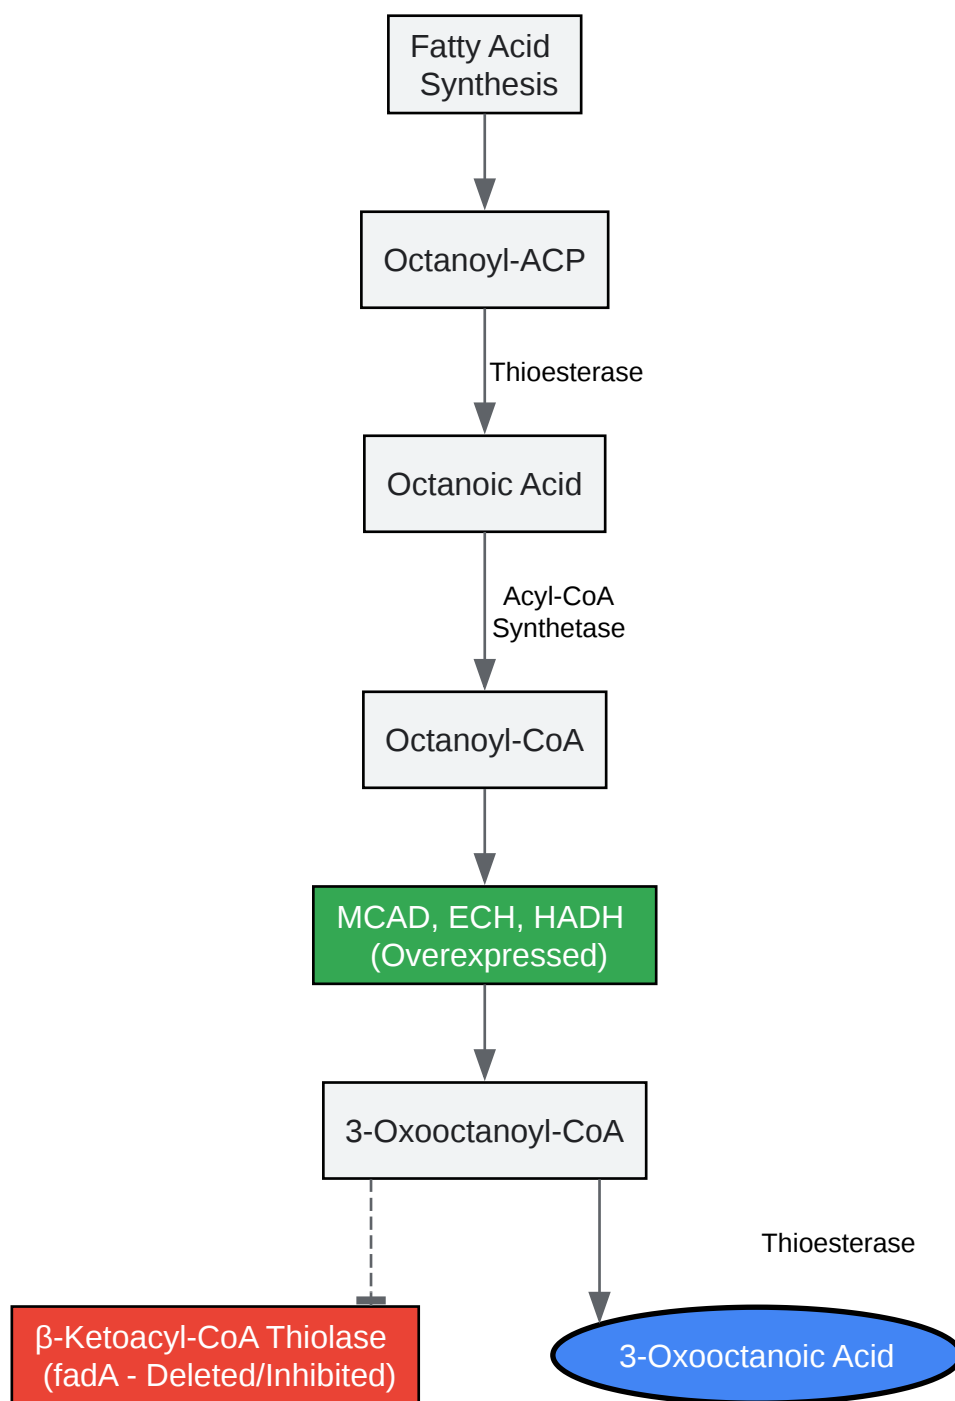 Fatty Acid
Synthesis
Octanoyl-ACP
Thioesterase
Octanoic Acid
Acyl-CoA
Synthetase
Octanoyl-CoA
MCAD, ECH, HADH
(Overexpressed)
3-Oxooctanoyl-CoA
Thioesterase
β-Ketoacyl-CoA Thiolase
(fadA - Deleted/Inhibited)
3-Oxooctanoic Acid